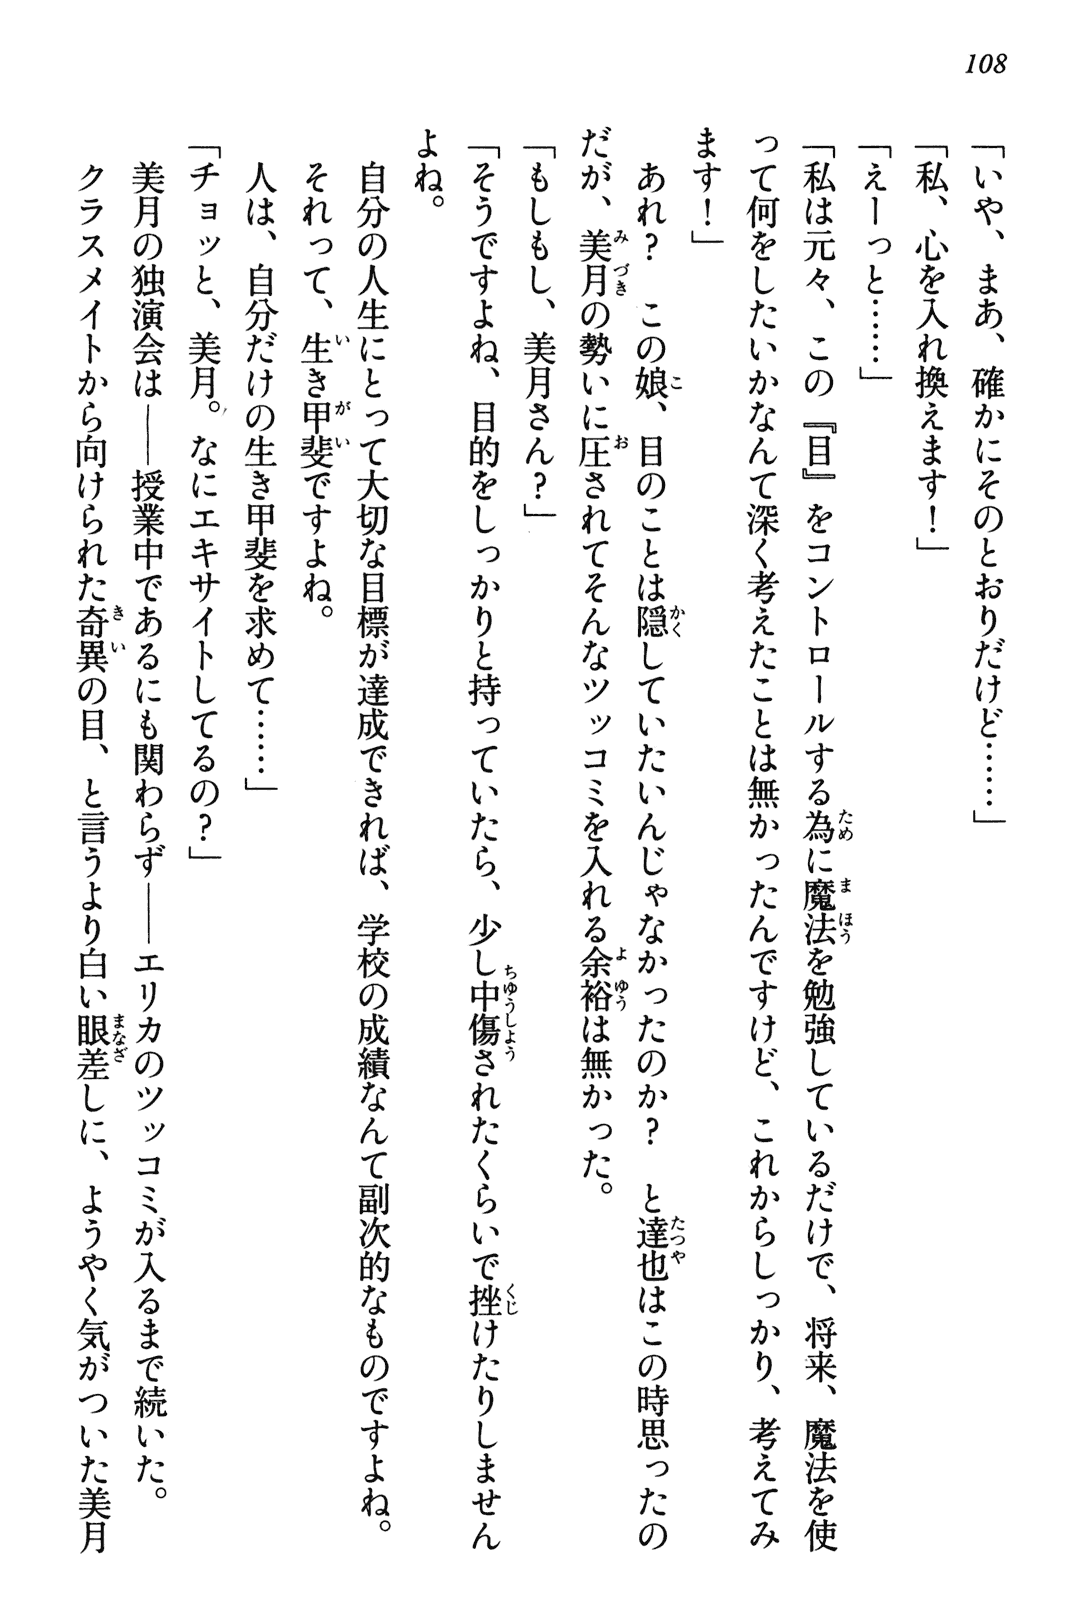 108
「いや、まあ、確かにそのとおりだけど……」
「私、心を入れ換えます！」
「えーっと……」
「私は元々、この『目』をコントロールする為に魔法を勉強しているだけで、将来、魔法を使
って何をしたいかなんて深く考えたことは無かったんですけど、これからしっかり、考えてみ
ます！」
　あれ？　この娘、目のことは隠していたいんじゃなかったのか？　と達也はこの時思ったの
だが、美月の勢いに圧されてそんなツッコミを入れる余裕は無かった。
「もしもし、美月さん？」
「そうですよね、目的をしっかりと持っていたら、少し中傷されたくらいで挫けたりしません
よね。
　自分の人生にとって大切な目標が達成できれば、学校の成績なんて副次的なものですよね。
　それって、生き甲斐ですよね。
　人は、自分だけの生き甲斐を求めて……」
「チョッと、美月。なにエキサイトしてるの？」
　美月の独演会は――授業中であるにも関わらず――エリカのツッコミが入るまで続いた。
　クラスメイトから向けられた奇異の目、と言うより白い眼差しに、ようやく気がついた美月